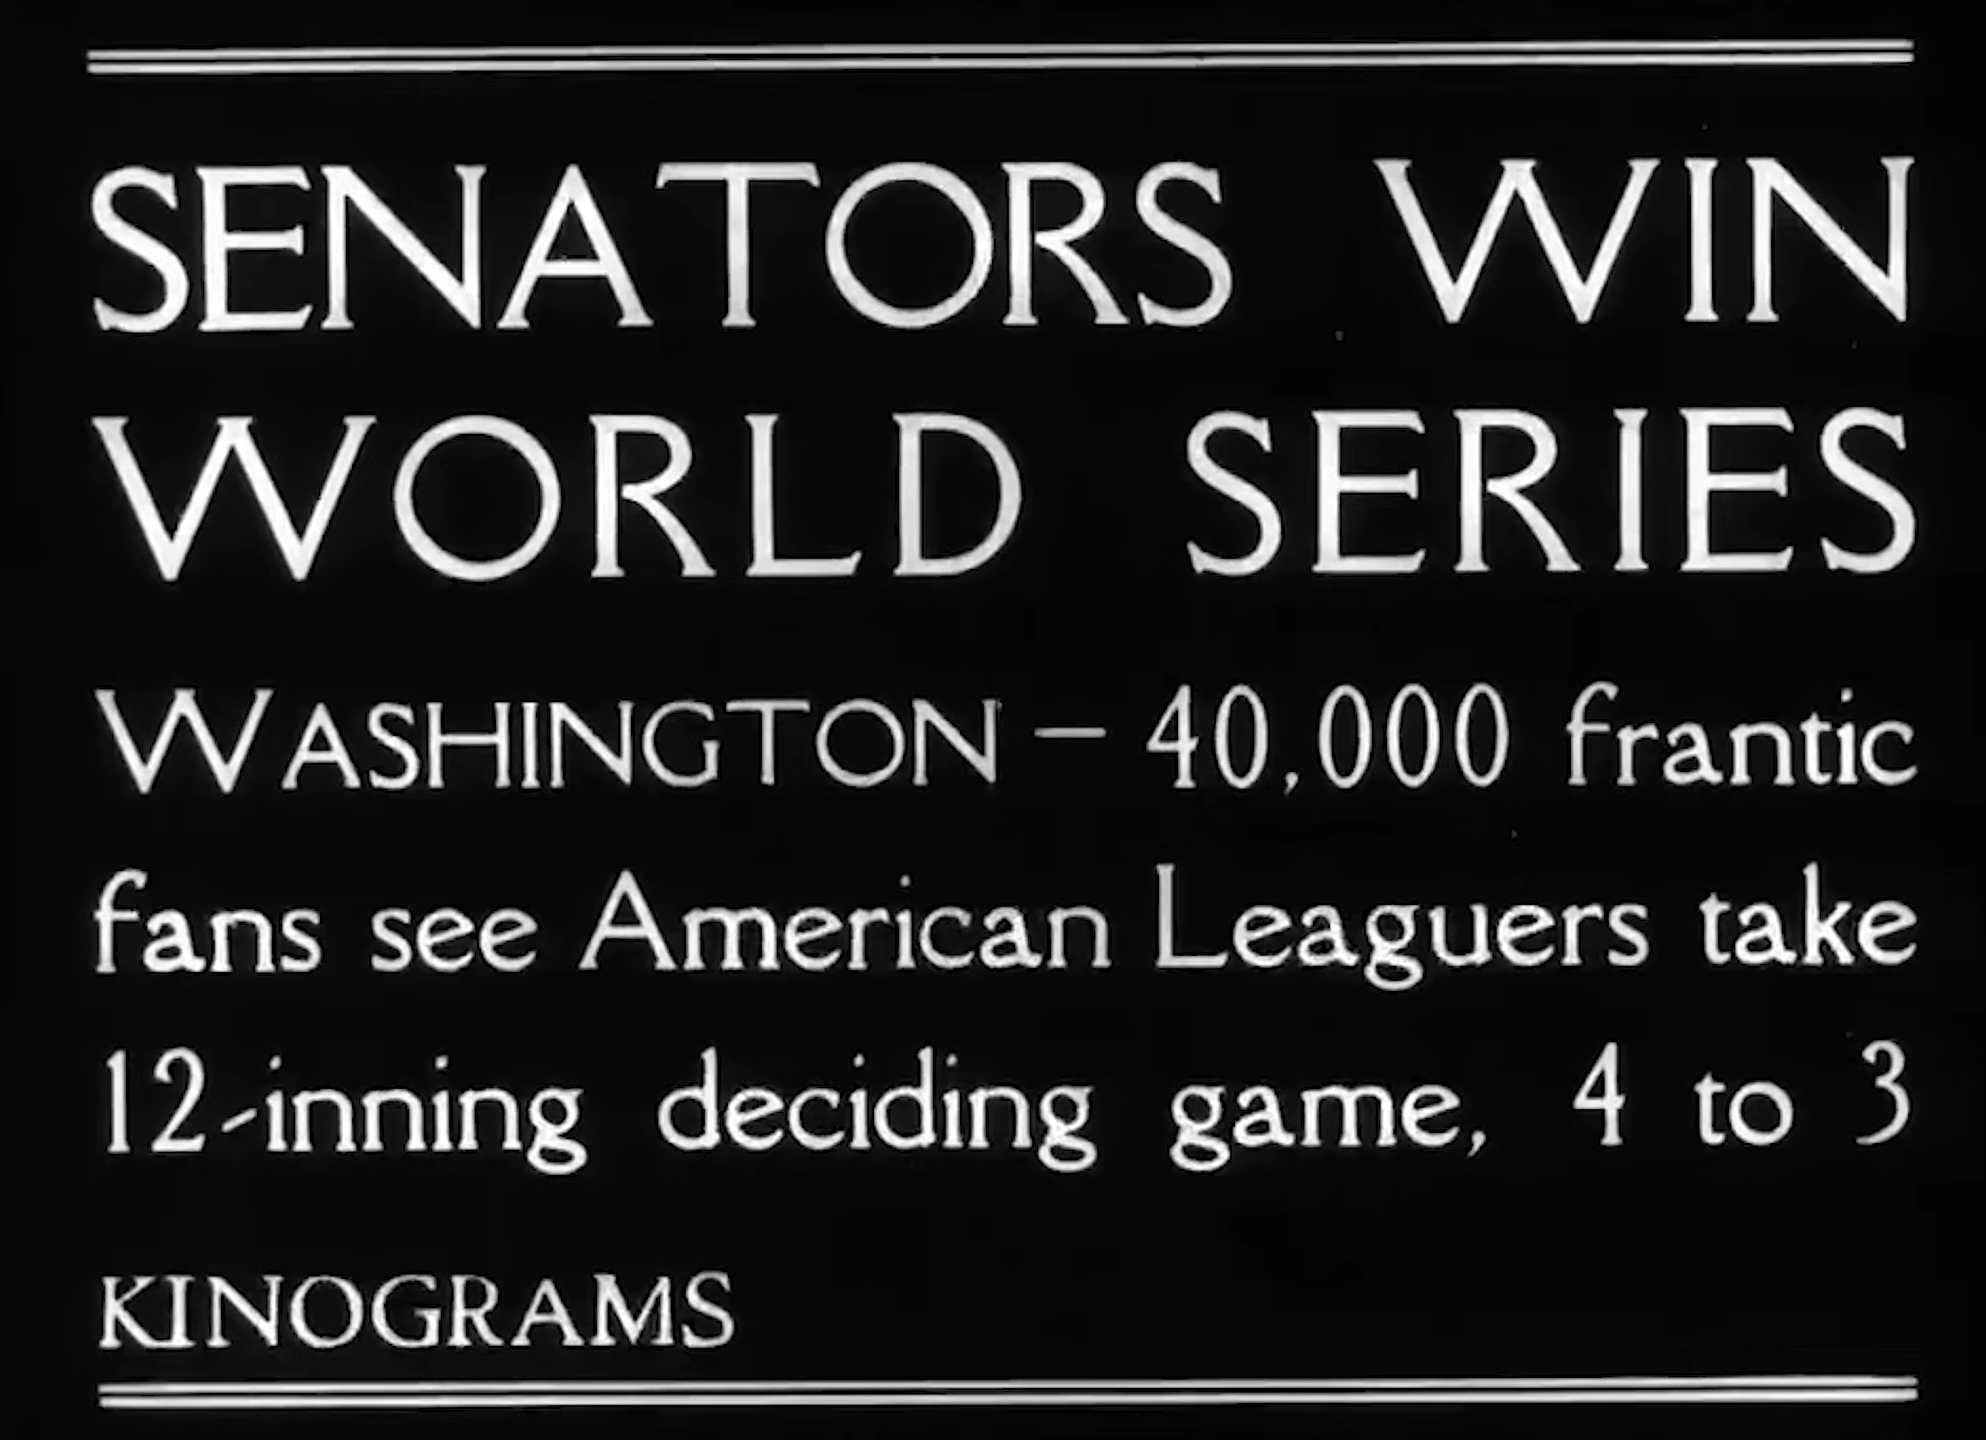 SENATORS WIN
WORLD SERIES
WASHINGTON – 40,000 frantic
fans see American Leaguers take
12-inning deciding game, 4 to 3
KINOGRAMS